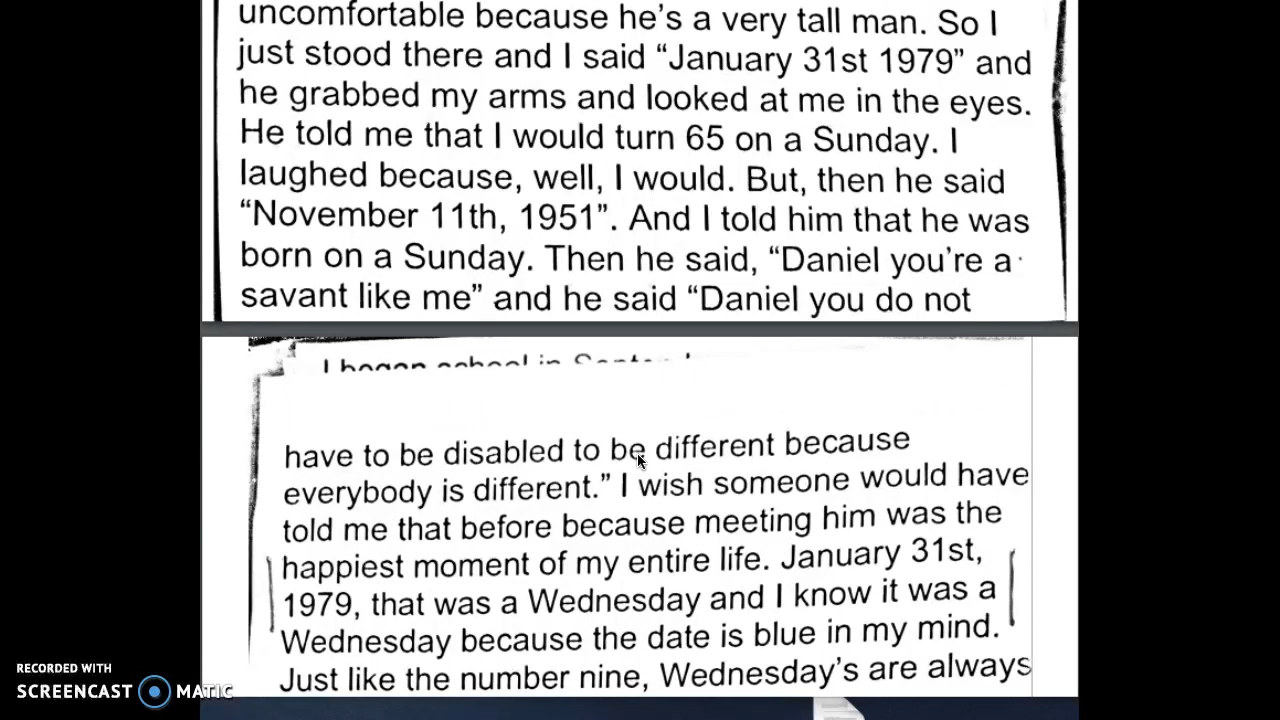 uncomfortable because he's a very tall man. So I
just stood there and I said “January 31st 1979” and
he grabbed my arms and looked at me in the eyes.
He told me that I would turn 65 on a Sunday. I
laughed because, well, I would. But, then he said
“November 11th, 1951”. And I told him that he was
born on a Sunday. Then he said, “Daniel you're a
savant like me” and he said “Daniel you do not
I began school in
have to be disabled to be different because
everybody is different.” I wish someone would have
told me that before because meeting him was the
happiest moment of my entire life. January 31st,
1979, that was a Wednesday and I know it was a
Wednesday because the date is blue in my mind.
Just like the number nine, Wednesday's are always
RECORDED WITH
SCREENCAST MATIC